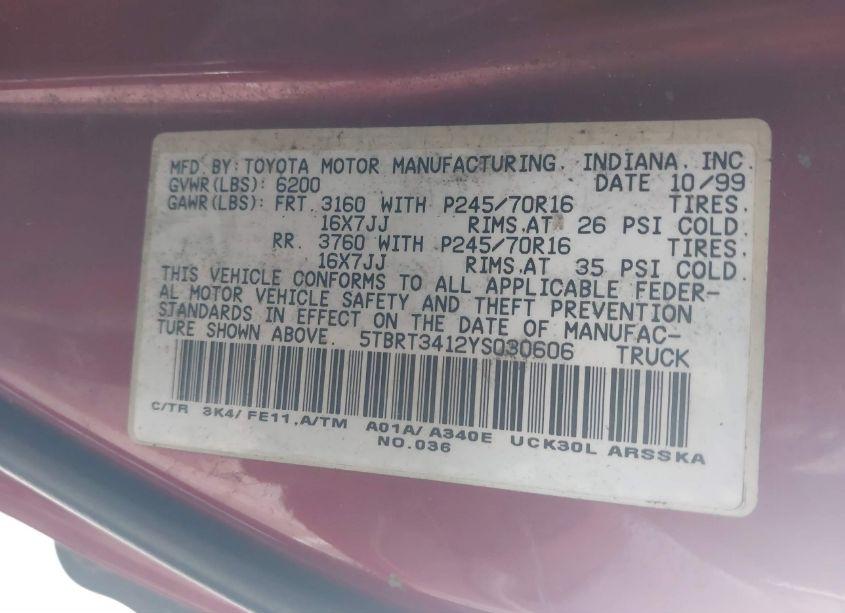 MFD. BY: TOYOTA MOTOR MANUFACTURING, INDIANA, INC.
GVWR(LBS): 6200 DATE 10/99
GAWR(LBS): FRT. 3160 WITH P245/70R16 TIRES.
16X7JJ RIMS.AT 26 PSI COLD.
RR. 3760 WITH P245/70R16 TIRES.
16X7JJ RIMS.AT 35 PSI COLD.
THIS VEHICLE CONFORMS TO ALL APPLICABLE FEDER-
AL MOTOR VEHICLE SAFETY AND THEFT PREVENTION
STANDARDS IN EFFECT ON THE DATE OF MANUFAC-
TURE SHOWN ABOVE. 5TBRT3412YS030606 TRUCK
C/TR 3K4/FE11,A/TM A01A/A340E UCK30L ARSSKA
NO.036